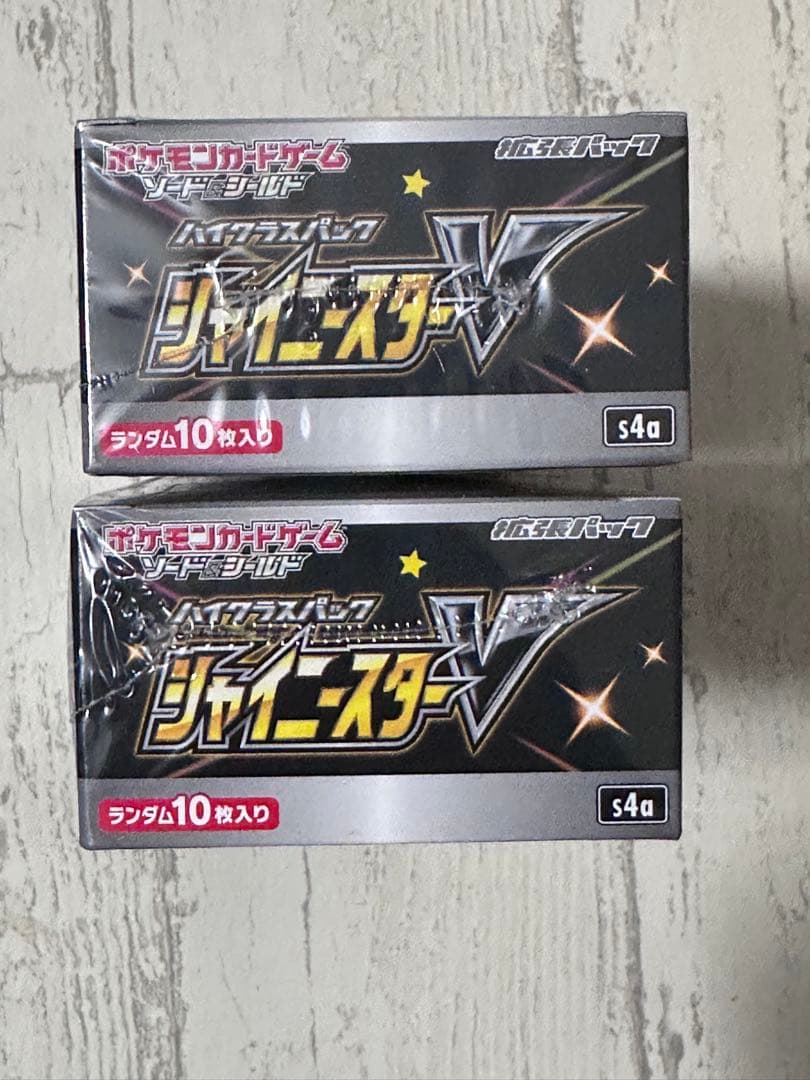 ポケモンカードゲーム
拡張パック
ソード&シールド
ハイクラスパック
シャイニースターV
ランダム10枚入り
s4a
ポケモンカードゲーム
拡張パック
ソード&シールド
ハイクラスパック
シャイニースターV
ランダム10枚入り
s4a